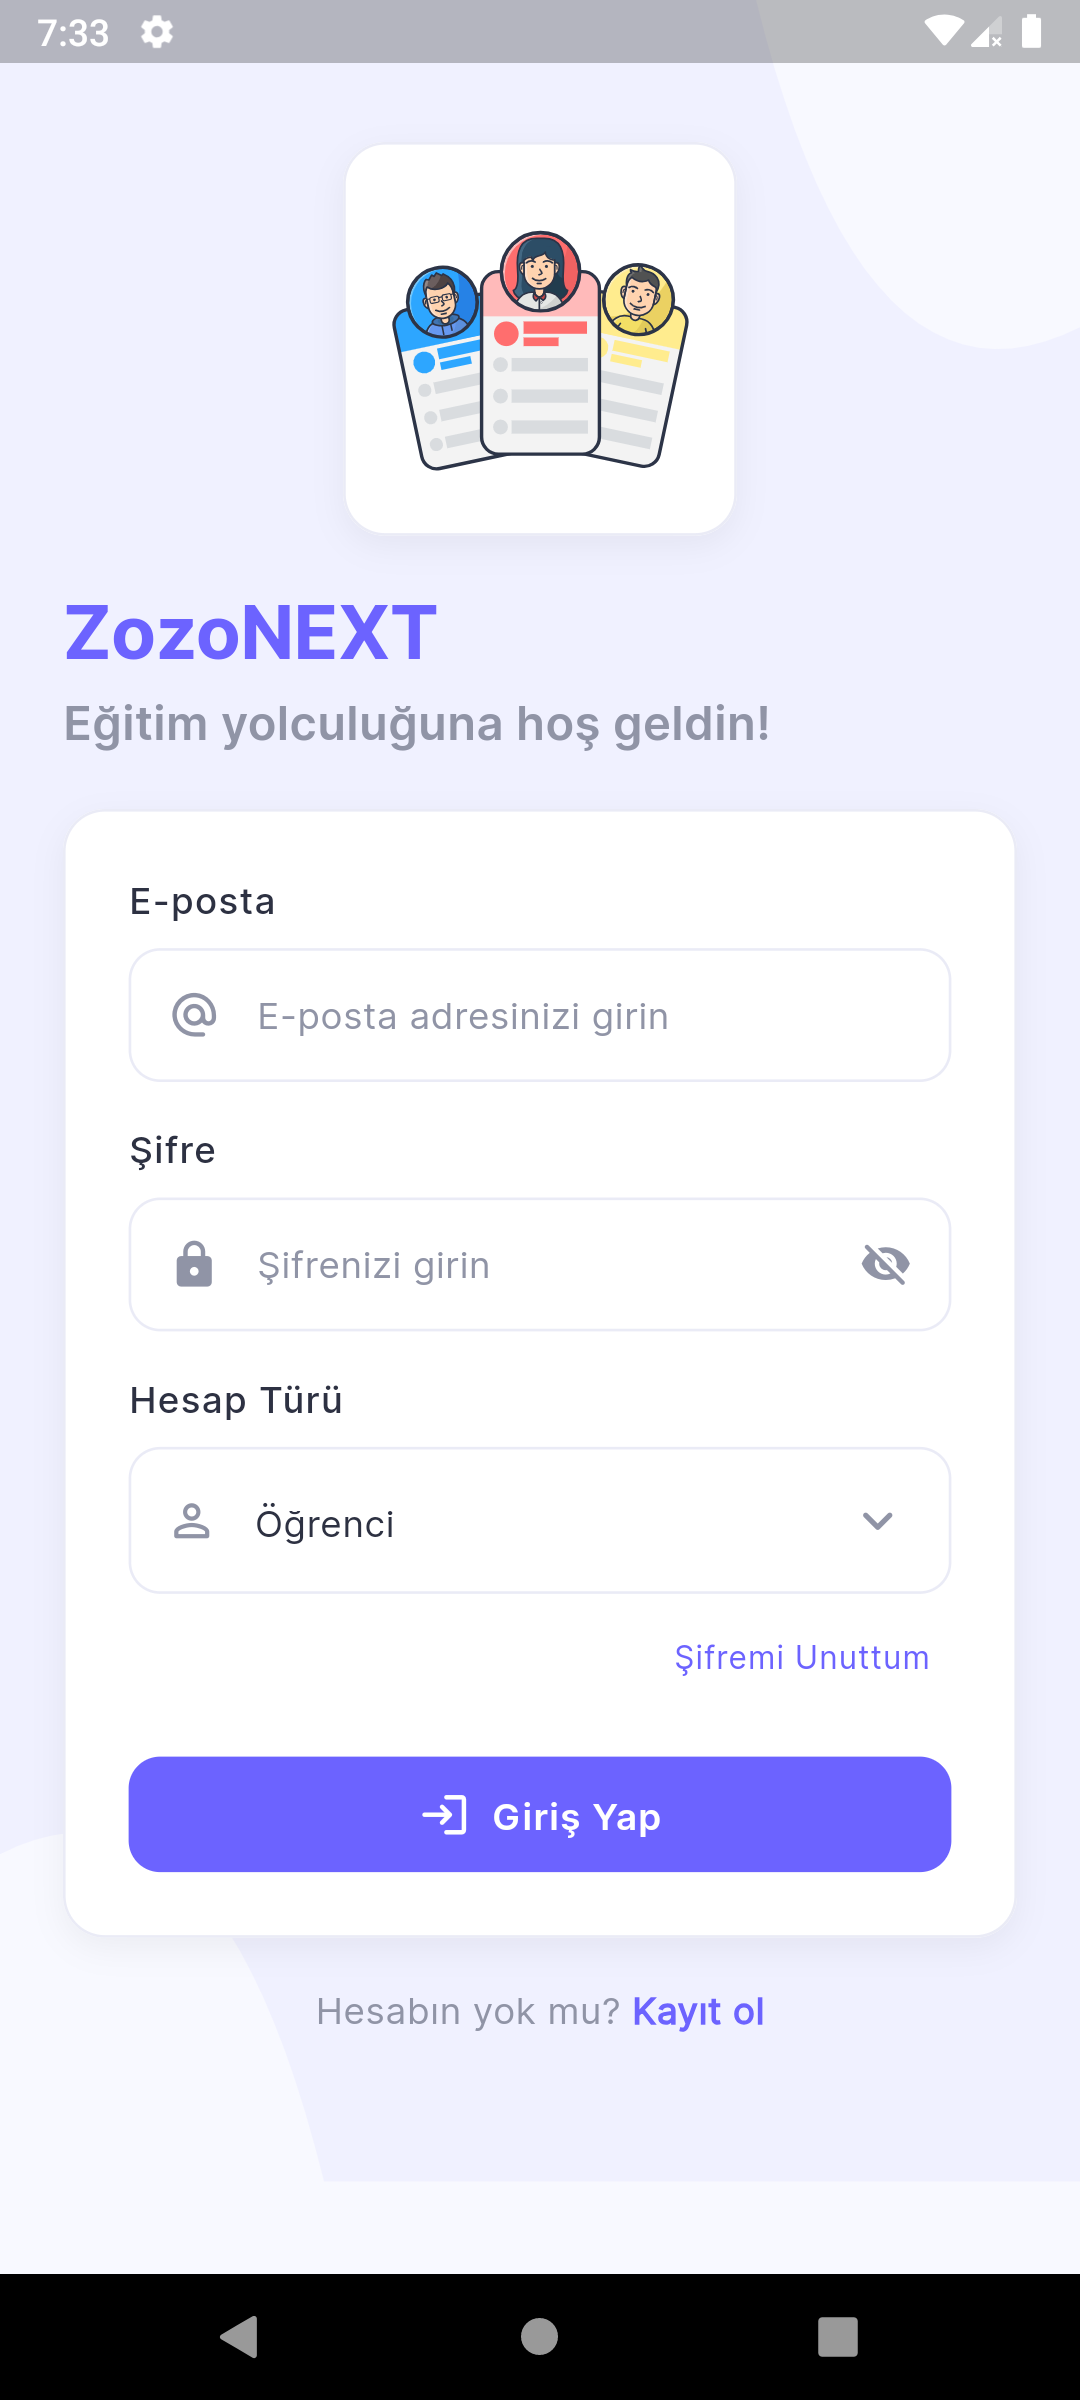 7:33
ZozoNEXT
Eğitim yolculuğuna hoş geldin!
E-posta
E-posta adresinizi girin
Şifre
Şifrenizi girin
Hesap Türü
Öğrenci
Şifremi Unuttum
Giriş Yap
Hesabın yok mu? Kayıt ol